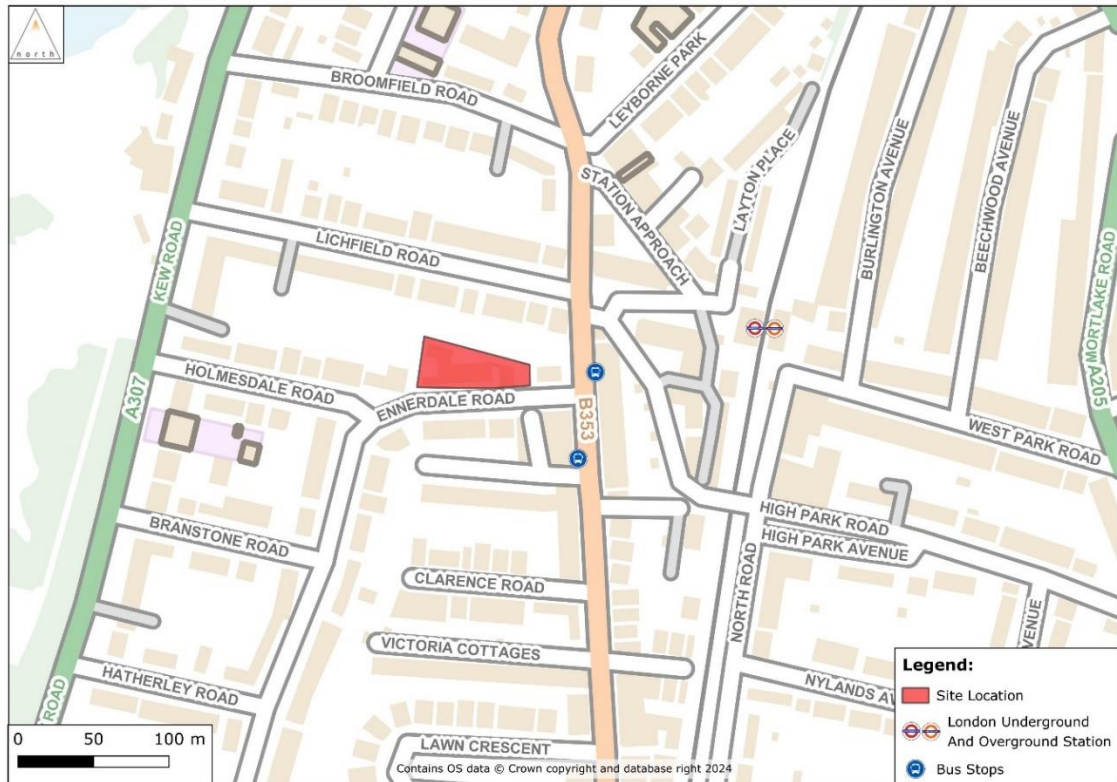 north
BROOMFIELD ROAD
LEYBORNE PARK
STATION APPROACH
LAYTON PLACE
BURLINGTON AVENUE
BEECHWOOD AVENUE
KEW ROAD
LICHFIELD ROAD
MORTLAKE ROAD
A205
A307
HOLMESDALE ROAD
ENNERDALE ROAD
B353
WEST PARK ROAD
BRANSTONE ROAD
HIGH PARK ROAD
HIGH PARK AVENUE
CLARENCE ROAD
NORTH ROAD
VICTORIA COTTAGES
AVENUE
HATHERLEY ROAD
ROAD
NYLANDS AV
LAWN CRESCENT
Legend:
Site Location
London Underground
And Overground Station
Bus Stops
0 50 100 m
Contains OS data © Crown copyright and database right 2024